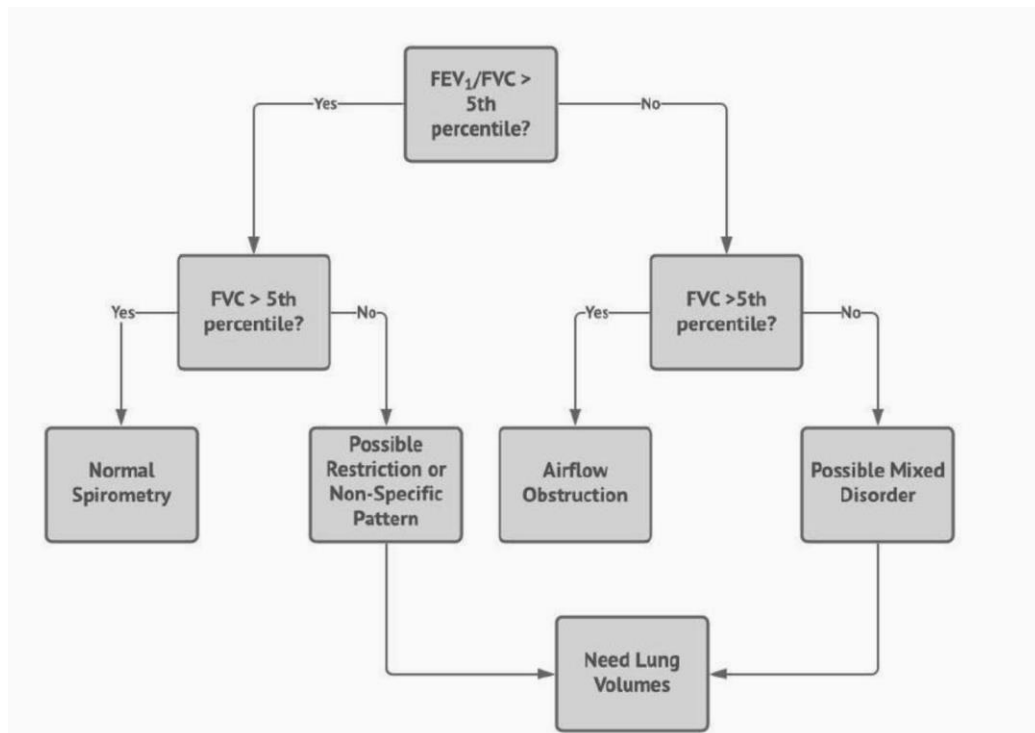 FEV₁/FVC >
5th
percentile?
Yes
No
FVC > 5th
percentile?
FVC >5th
percentile?
Yes
No
Yes
No
Normal
Spirometry
Possible
Restriction or
Non-Specific
Pattern
Airflow
Obstruction
Possible Mixed
Disorder
Need Lung
Volumes